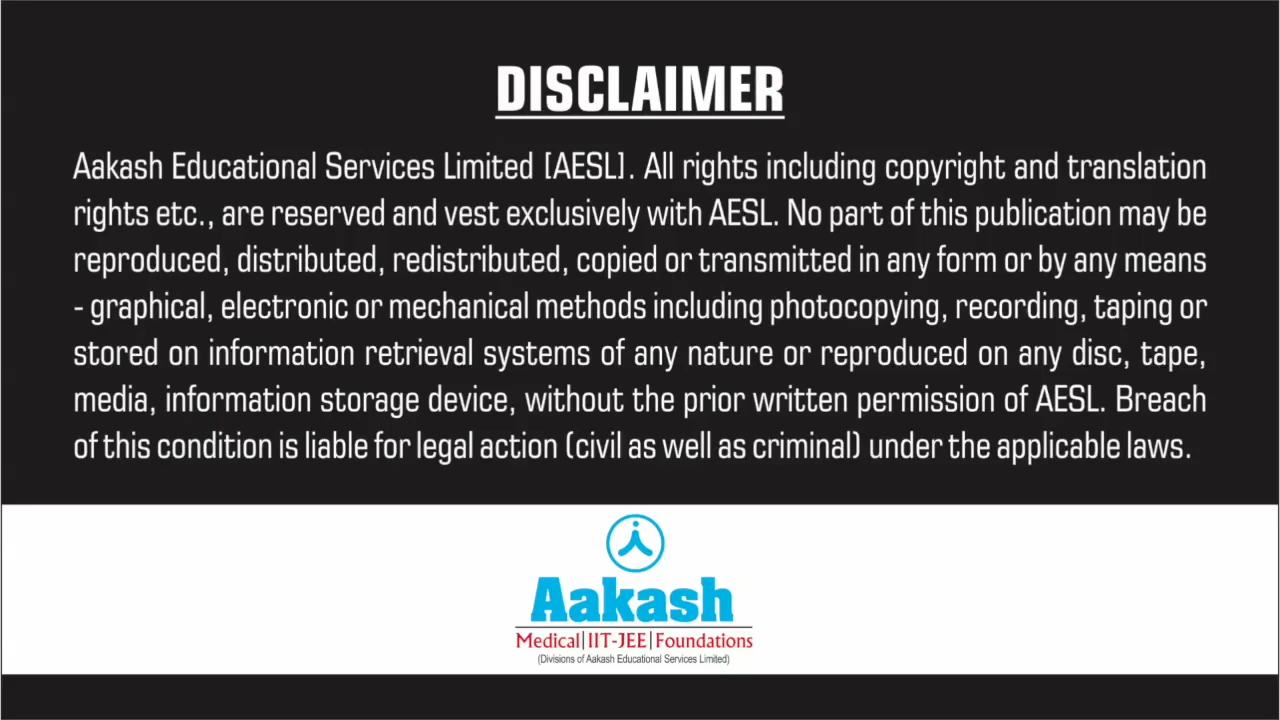 DISCLAIMER
Aakash Educational Services Limited [AESL]. All rights including copyright and translation
rights etc., are reserved and vest exclusively with AESL. No part of this publication may be
reproduced, distributed, redistributed, copied or transmitted in any form or by any means
- graphical, electronic or mechanical methods including photocopying, recording, taping or
stored on information retrieval systems of any nature or reproduced on any disc, tape,
media, information storage device, without the prior written permission of AESL. Breach
of this condition is liable for legal action (civil as well as criminal) under the applicable laws.
Aakash
Medical|IIT-JEE|Foundations
(Divisions of Aakash Educational Services Limited)